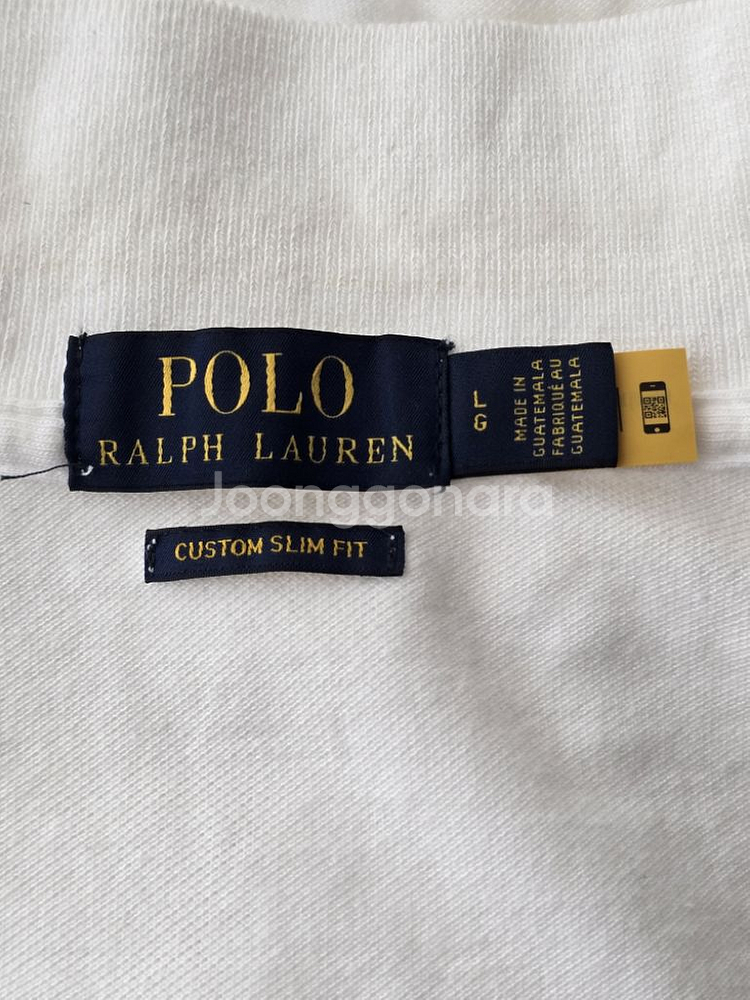 POLO
RALPH LAUREN
L
G
MADE IN
GUATEMALA
FABRIQUÉ AU
GUATEMALA
Joonggonara
CUSTOM SLIM FIT